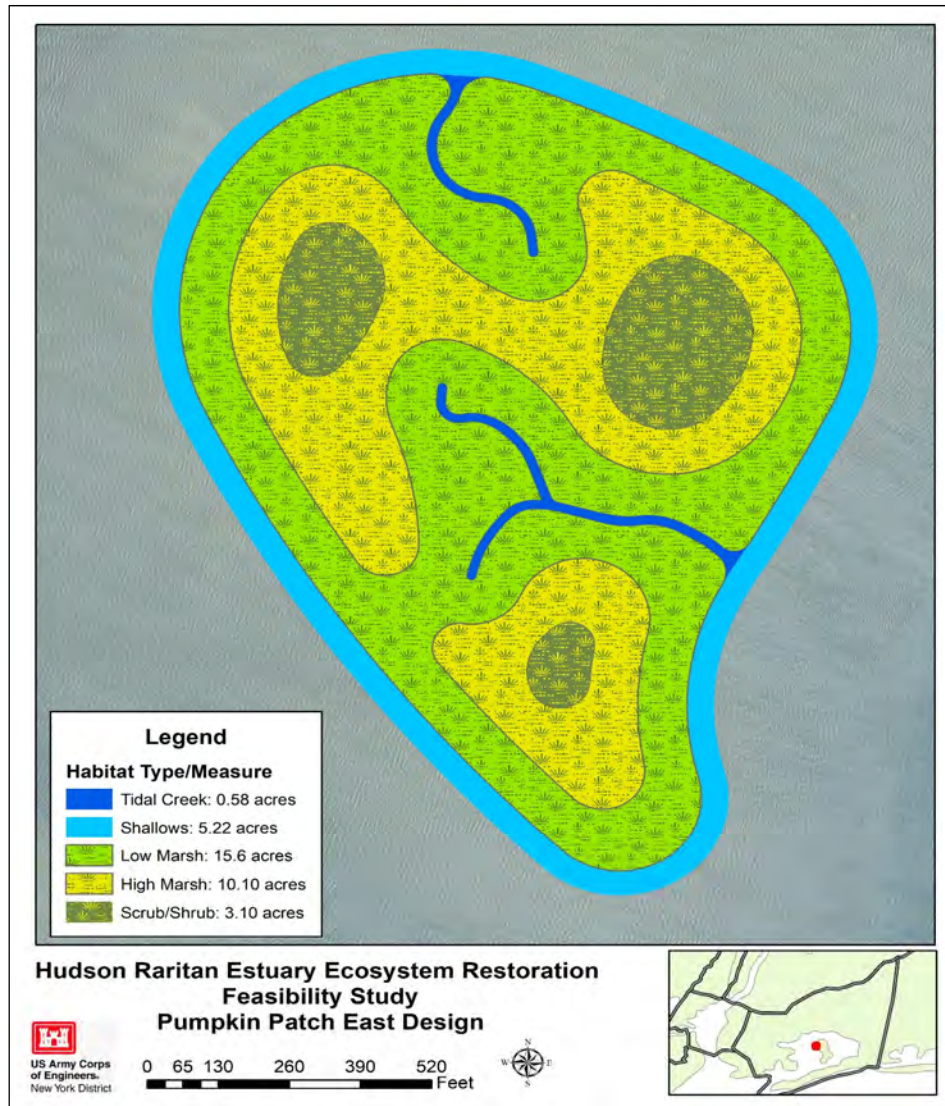 Legend
Habitat Type/Measure
Tidal Creek: 0.58 acres
Shallows: 5.22 acres
Low Marsh: 15.6 acres
High Marsh: 10.10 acres
Scrub/Shrub: 3.10 acres
Hudson Raritan Estuary Ecosystem Restoration
Feasibility Study
Pumpkin Patch East Design
US Army Corps
of Engineers®
New York District
0 65 130 260 390 520
Feet
N
W E
S